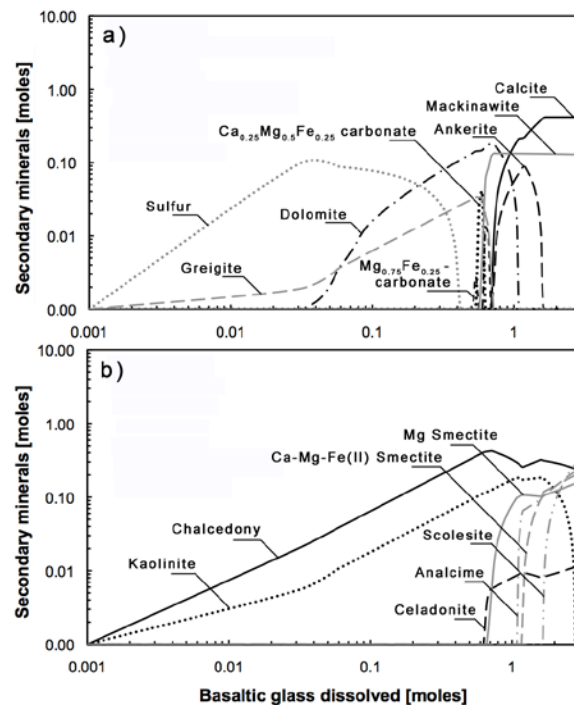 a)
10.00
1.00
0.10
0.01
0.00
Secondary minerals [moles]
Calcite
Mackinawite
Ankerite
Ca0.25Mg0.5Fe0.25 carbonate
Sulfur
Dolomite
Greigite
Mg0.75Fe0.25-
carbonate
0.001
0.01
0.1
1
b)
10.00
1.00
0.10
0.01
0.00
Secondary minerals [moles]
Mg Smectite
Ca-Mg-Fe(II) Smectite
Chalcedony
Scolesite
Kaolinite
Analcime
Celadonite
0.001
0.01
0.1
1
Basaltic glass dissolved [moles]